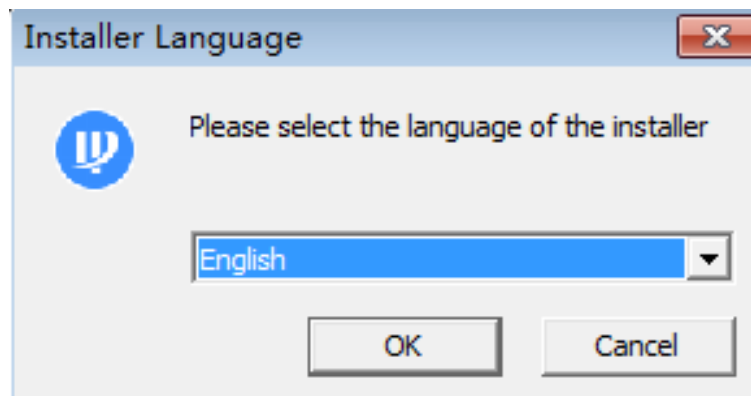 Installer Language
Please select the language of the installer
English
OK
Cancel